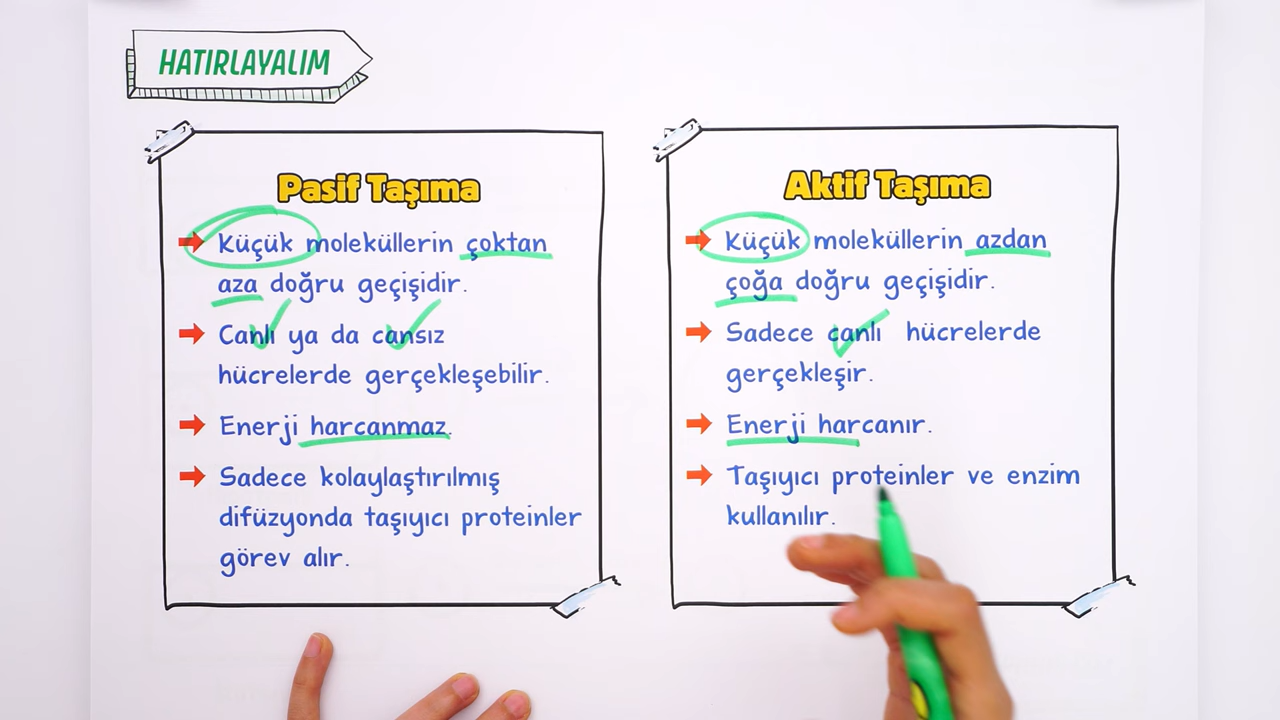 HATIRLAYALIM
Pasif Taşıma
Küçük moleküllerin çoktan
aza doğru geçişidir.
Canlı ya da cansız
hücrelerde gerçekleşebilir.
Enerji harcanmaz.
Sadece kolaylaştırılmış
difüzyonda taşıyıcı proteinler
görev alır.
Aktif Taşıma
Küçük moleküllerin azdan
çoğa doğru geçişidir.
Sadece canlı hücrelerde
gerçekleşir.
Enerji harcanır.
Taşıyıcı proteinler ve enzim
kullanılır.